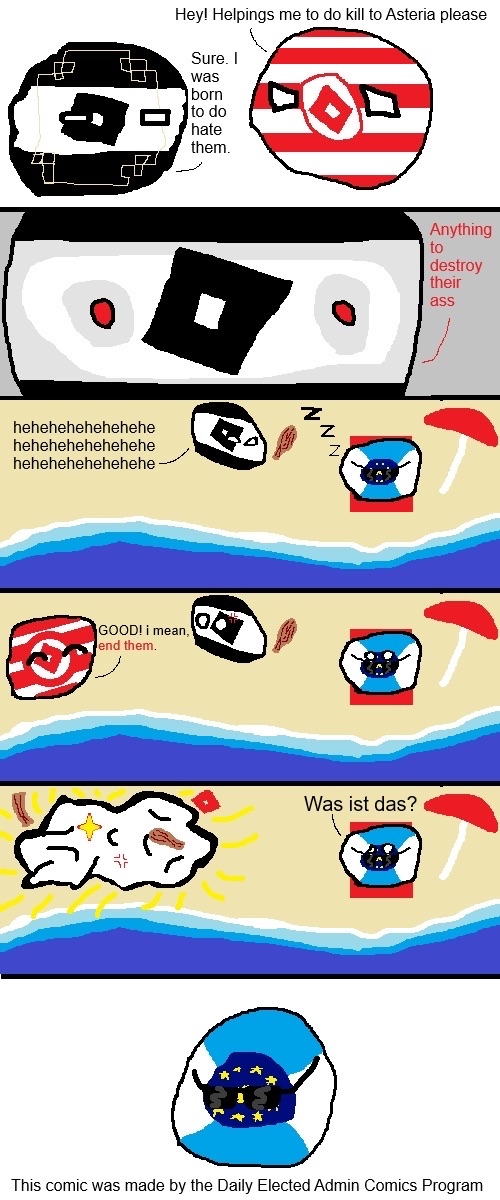 Hey! Helpings me to do kill to Asteria please
Sure. I
was
born
to do
hate
them.
Anything
to
destroy
their
ass
hehehehehehehehe
hehehehehehehehe
hehehehehehehehe
Z
Z
Z
GOOD! i mean,
end them.
Was ist das?
This comic was made by the Daily Elected Admin Comics Program